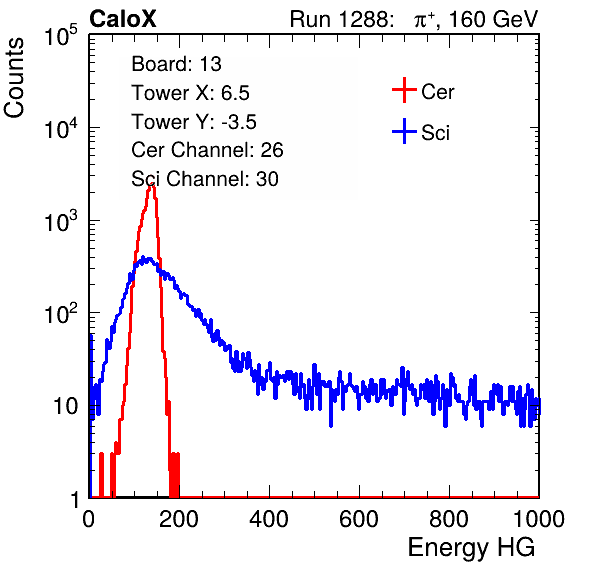 CaloX Run 1288: π⁺, 160 GeV
Counts
10⁵
10⁴
10³
10²
10
1
Board: 13
Tower X: 6.5
Tower Y: -3.5
Cer Channel: 26
Sci Channel: 30
Cer
Sci
0 200 400 600 800 1000
Energy HG